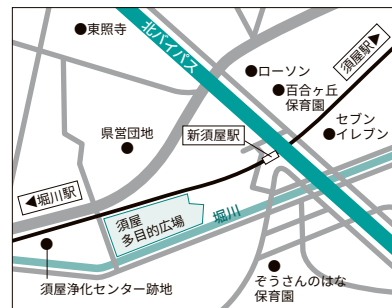 東照寺
北バイパス
須屋駅▶
ローソン
百合ヶ丘
保育園
セブン
イレブン
県営団地
新須屋駅
◀堀川駅
須屋
多目的広場
堀川
須屋浄化センター跡地
ぞうさんのはな
保育園